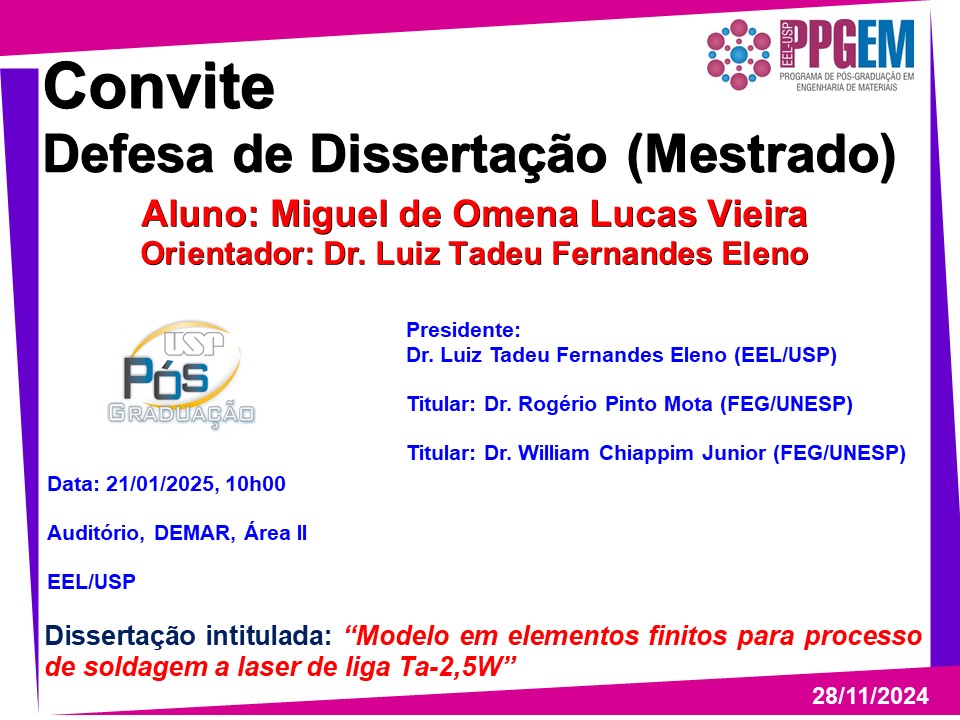 EEL-USP
PPGEM
PROGRAMA DE PÓS-GRADUAÇÃO EM
ENGENHARIA DE MATERIAIS
Convite
Defesa de Dissertação (Mestrado)
Aluno: Miguel de Omena Lucas Vieira
Orientador: Dr. Luiz Tadeu Fernandes Eleno
USP
Pós
GRADUAÇÃO
Presidente:
Dr. Luiz Tadeu Fernandes Eleno (EEL/USP)
Titular: Dr. Rogério Pinto Mota (FEG/UNESP)
Titular: Dr. William Chiappim Junior (FEG/UNESP)
Data: 21/01/2025, 10h00
Auditório, DEMAR, Área II
EEL/USP
Dissertação intitulada: “Modelo em elementos finitos para processo
de soldagem a laser de liga Ta-2,5W”
28/11/2024